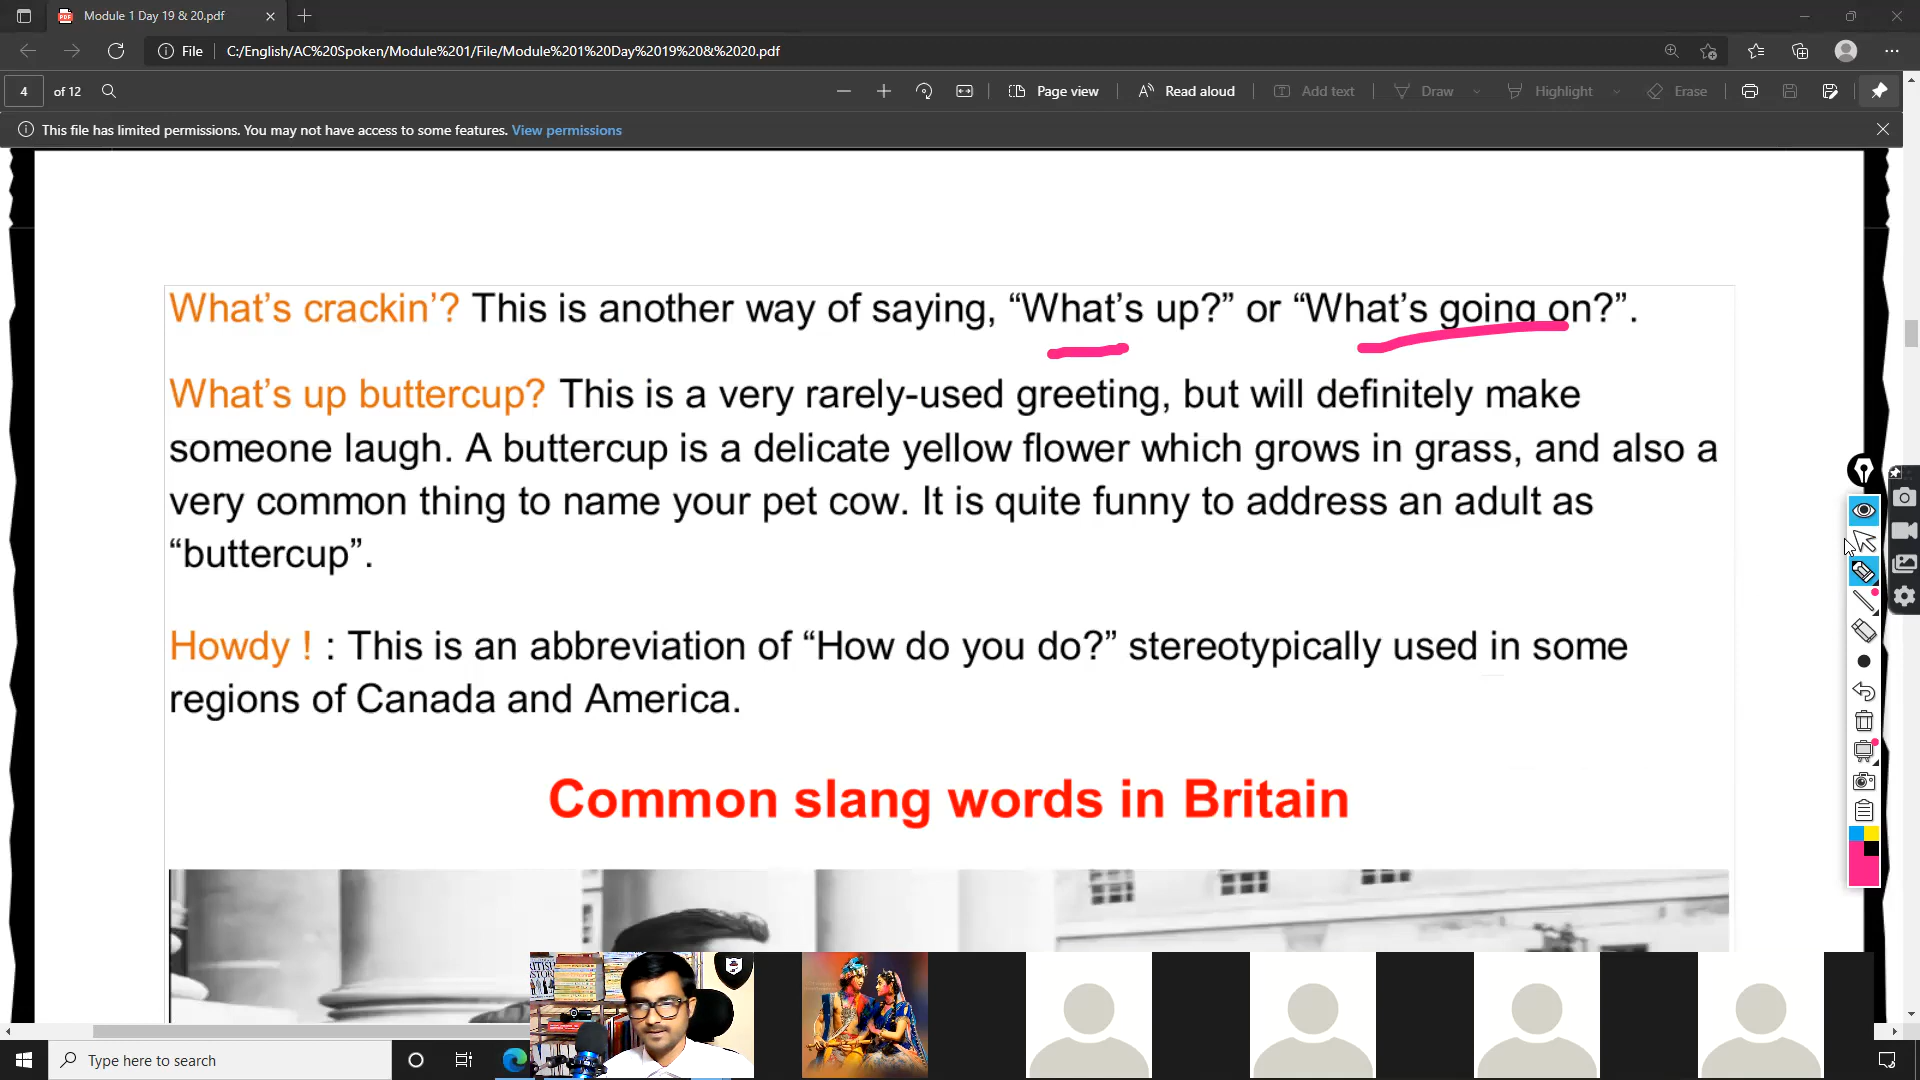 Module 1 Day 19 & 20.pdf
File
C:/English/AC%20Spoken/Module%201/File/Module%201%20Day%2019%20&%2020.pdf
4 of 12
Page view
Read aloud
Add text
Draw
Highlight
Erase
This file has limited permissions. You may not have access to some features. View permissions
What’s crackin’? This is another way of saying, “What’s up?” or “What’s going on?”.
What’s up buttercup? This is a very rarely-used greeting, but will definitely make
someone laugh. A buttercup is a delicate yellow flower which grows in grass, and also a
very common thing to name your pet cow. It is quite funny to address an adult as
“buttercup”.
Howdy ! : This is an abbreviation of “How do you do?” stereotypically used in some
regions of Canada and America.
Common slang words in Britain
Type here to search